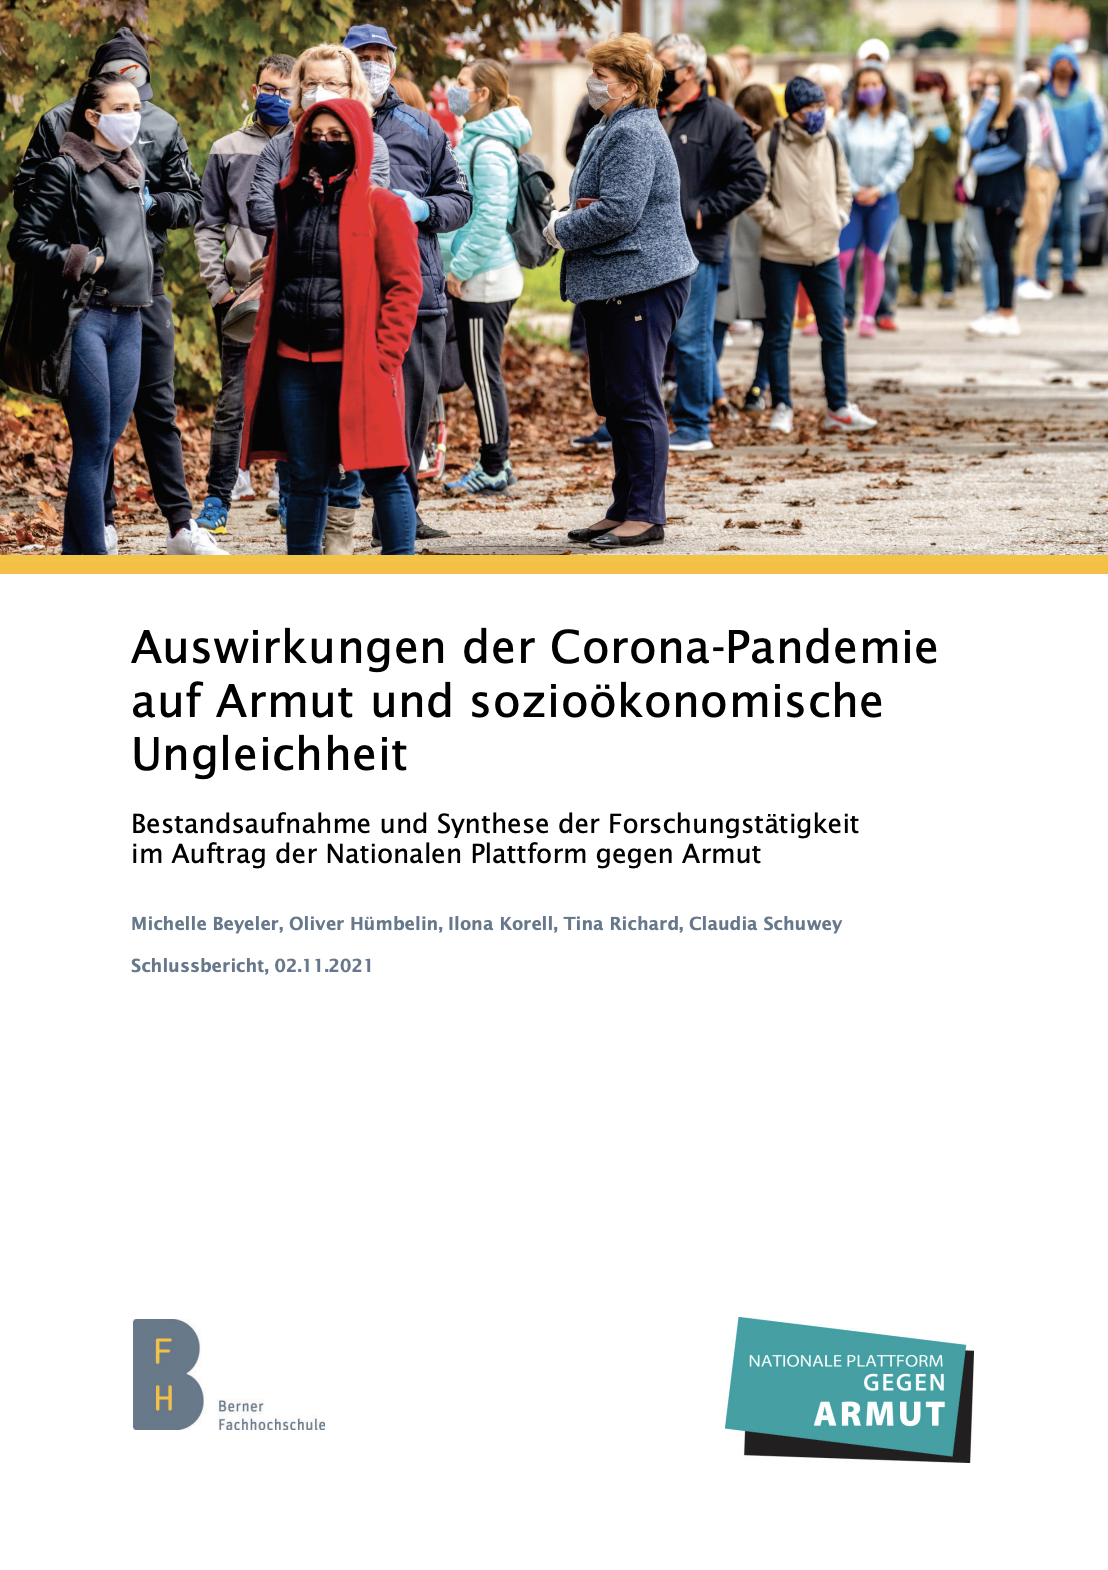 Auswirkungen der Corona-Pandemie
auf Armut und sozioökonomische
Ungleichheit
Bestandsaufnahme und Synthese der Forschungstätigkeit
im Auftrag der Nationalen Plattform gegen Armut
Michelle Beyeler, Oliver Hümbelin, Ilona Korell, Tina Richard, Claudia Schuwey
Schlussbericht, 02.11.2021
F
H
Berner
Fachhochschule
NATIONALE PLATTFORM
GEGEN
ARMUT